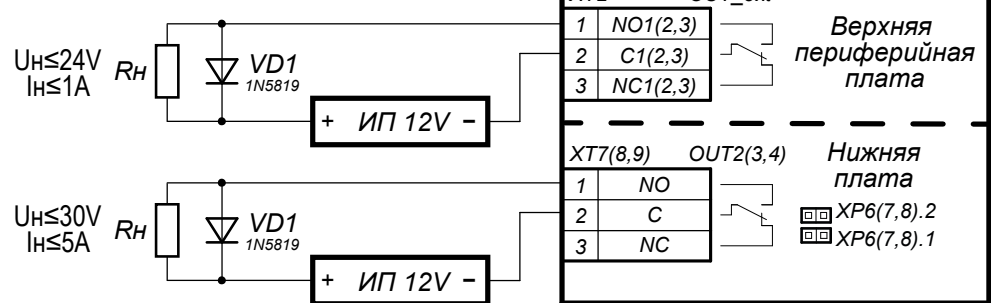 1 NO1(2,3)
2 C1(2,3)
3 NC1(2,3)
Верхняя
периферийная
плата
Uн≤24V
Iн≤1A
Rн
VD1
1N5819
+ ИП 12V −
XT7(8,9) OUT2(3,4)
Нижняя
плата
1 NO
2 C
3 NC
XP6(7,8).2
XP6(7,8).1
Uн≤30V
Iн≤5A
Rн
VD1
1N5819
+ ИП 12V −